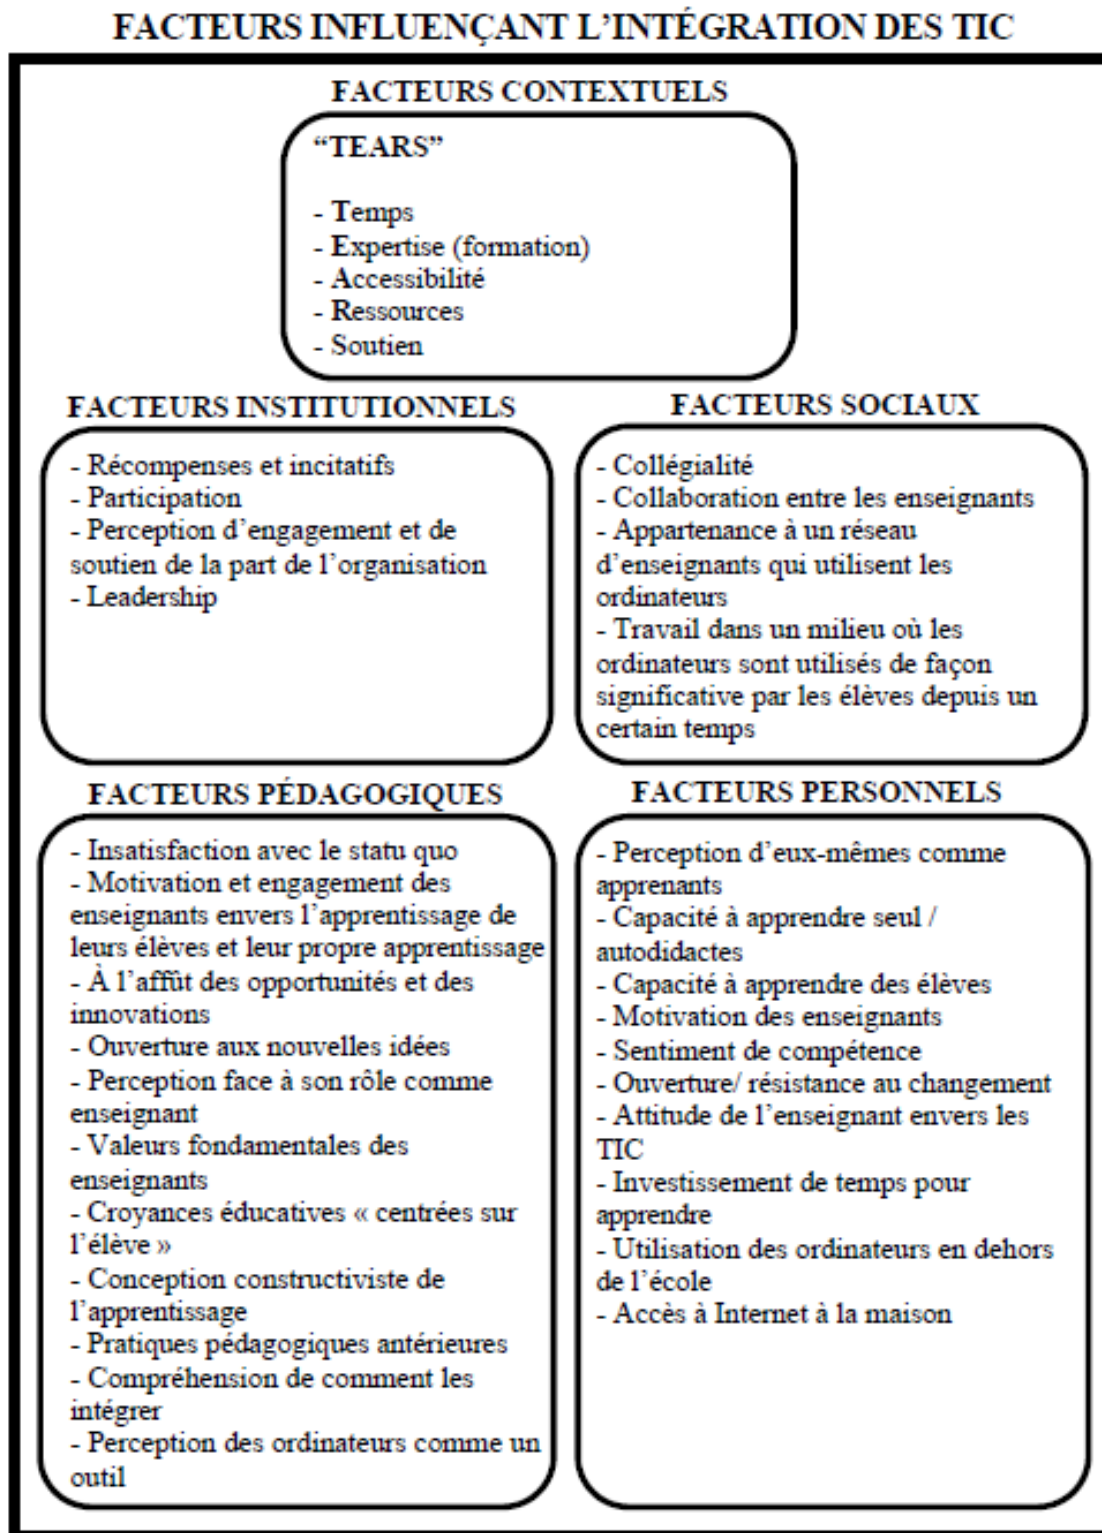 FACTEURS INFLUENÇANT L'INTÉGRATION DES TIC
FACTEURS CONTEXTUELS
“TEARS”
- Temps
- Expertise (formation)
- Accessibilité
- Ressources
- Soutien
FACTEURS INSTITUTIONNELS
- Récompenses et incitatifs
- Participation
- Perception d'engagement et de
soutien de la part de l'organisation
- Leadership
FACTEURS SOCIAUX
- Collégialité
- Collaboration entre les enseignants
- Appartenance à un réseau
d'enseignants qui utilisent les
ordinateurs
- Travail dans un milieu où les
ordinateurs sont utilisés de façon
significative par les élèves depuis un
certain temps
FACTEURS PÉDAGOGIQUES
- Insatisfaction avec le statu quo
- Motivation et engagement des
enseignants envers l'apprentissage de
leurs élèves et leur propre apprentissage
- À l'affût des opportunités et des
innovations
- Ouverture aux nouvelles idées
- Perception face à son rôle comme
enseignant
- Valeurs fondamentales des
enseignants
- Croyances éducatives « centrées sur
l'élève »
- Conception constructiviste de
l'apprentissage
- Pratiques pédagogiques antérieures
- Compréhension de comment les
intégrer
- Perception des ordinateurs comme un
outil
FACTEURS PERSONNELS
- Perception d'eux-mêmes comme
apprenants
- Capacité à apprendre seul /
autodidactes
- Capacité à apprendre des élèves
- Motivation des enseignants
- Sentiment de compétence
- Ouverture/ résistance au changement
- Attitude de l'enseignant envers les
TIC
- Investissement de temps pour
apprendre
- Utilisation des ordinateurs en dehors
de l'école
- Accès à Internet à la maison